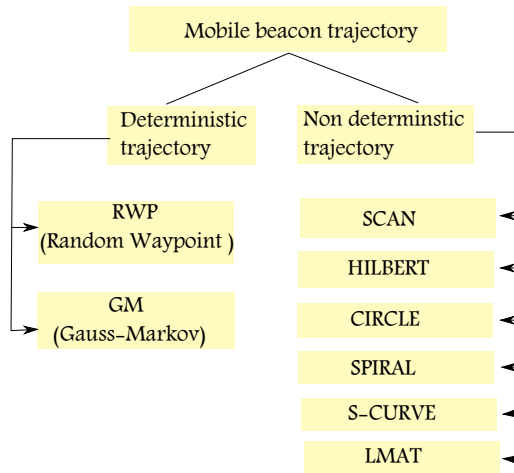 Mobile beacon trajectory
Deterministic
trajectory
Non determinstic
trajectory
RWP
(Random Waypoint )
GM
(Gauss-Markov)
SCAN
HILBERT
CIRCLE
SPIRAL
S-CURVE
LMAT